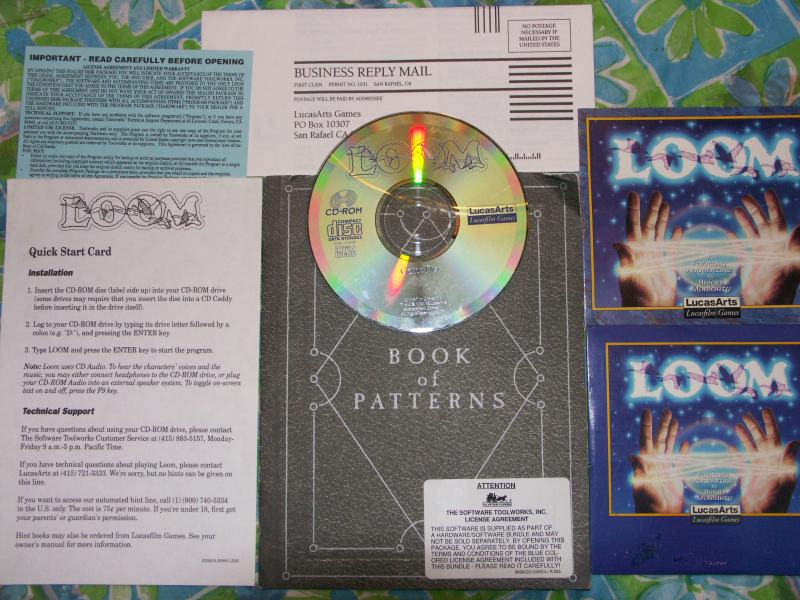 IMPORTANT - READ CAREFULLY BEFORE OPENING
LICENSE AGREEMENT AND LIMITED WARRANTY
NO POSTAGE
NECESSARY IF
MAILED IN THE
UNITED STATES
BUSINESS REPLY MAIL
FIRST CLASS PERMIT NO. 1031 SAN RAFAEL, CA
POSTAGE WILL BE PAID BY ADDRESSEE
LucasArts Games
PO Box 10307
San Rafael CA
LOOM
Quick Start Card
Installation
1. Insert the CD-ROM disc (label side up) into your CD-ROM drive
(some drives may require that you insert the disc into a CD Caddy
before inserting it in the drive itself).
2. Log to your CD-ROM drive by typing its drive letter followed by a
colon (e.g. "D:"), and pressing the ENTER key.
3. Type LOOM and press the ENTER key to start the program.
Note: Loom uses CD Audio. To hear the characters' voices and the
music, you may either connect headphones to the CD-ROM drive, or plug
your CD-ROM Audio into an external speaker system. To toggle on-screen
text on and off, press the F9 key.
Technical Support
If you have questions about using your CD-ROM drive, please contact
The Software Toolworks Customer Service at (415) 883-5157, Monday-
Friday 9 a.m.-5 p.m. Pacific Time.
If you have technical questions about playing Loom, please contact
LucasArts at (415) 721-3333. We're sorry, but no hints can be given on
this line.
If you want to access our automated hint line, call (1) (900) 740-5334
in the U.S. only. The cost is 75¢ per minute. If you're under 18, first get
your parents' or guardian's permission.
Hint books may also be ordered from Lucasfilm Games. See your
owner's manual for more information.
LOOM
CD-ROM
COMPACT
disc
DATA STORAGE
STEREO
LucasArts
Lucasfilm Games
BOOK
of
PATTERNS
ATTENTION
THE SOFTWARE TOOLWORKS, INC.
LICENSE AGREEMENT
THIS SOFTWARE IS SUPPLIED AS PART OF
A HARDWARE/SOFTWARE BUNDLE AND MAY
NOT BE SOLD SEPARATELY. BY OPENING THIS
PACKAGE, YOU AGREE TO BE BOUND BY THE
TERMS AND CONDITIONS OF THE BLUE COL-
ORED LICENSE AGREEMENT INCLUDED WITH
THIS BUNDLE - PLEASE READ IT CAREFULLY!
LOOM
A
Fantasy
Adventure
By
Brian
Moriarty
LucasArts
Lucasfilm Games
LOOM
A
Fantasy
Adventure
By
Brian
Moriarty
LucasArts
Lucasfilm Games